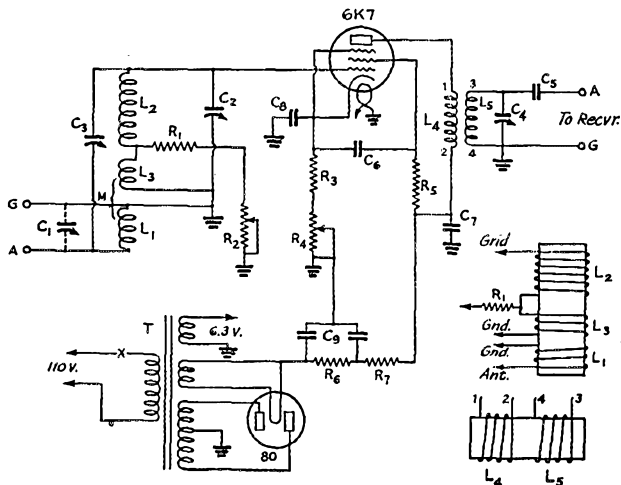 6K7
1
3
C5
A
L2
C2
C8
L4
L5
C4
To Recvr.
C3
R1
C6
2
4
G
L3
R3
R5
G
M
C1
L1
R2
R4
C7
A
Grid
L2
R1
T
6.3 V.
C9
Gnd.
L3
X
Gnd.
L1
110 V.
R6
R7
Ant.
80
1
2
4
3
L4
L5